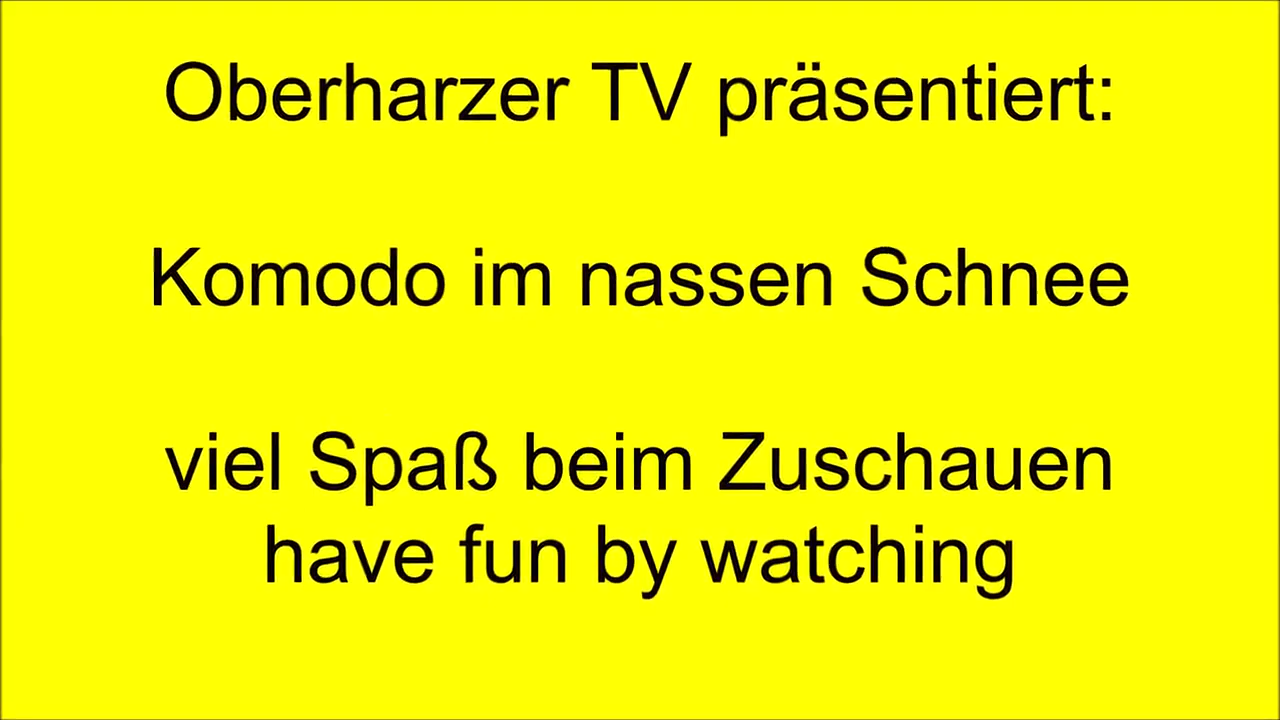 Oberharzer TV präsentiert:
Komodo im nassen Schnee
viel Spaß beim Zuschauen
have fun by watching